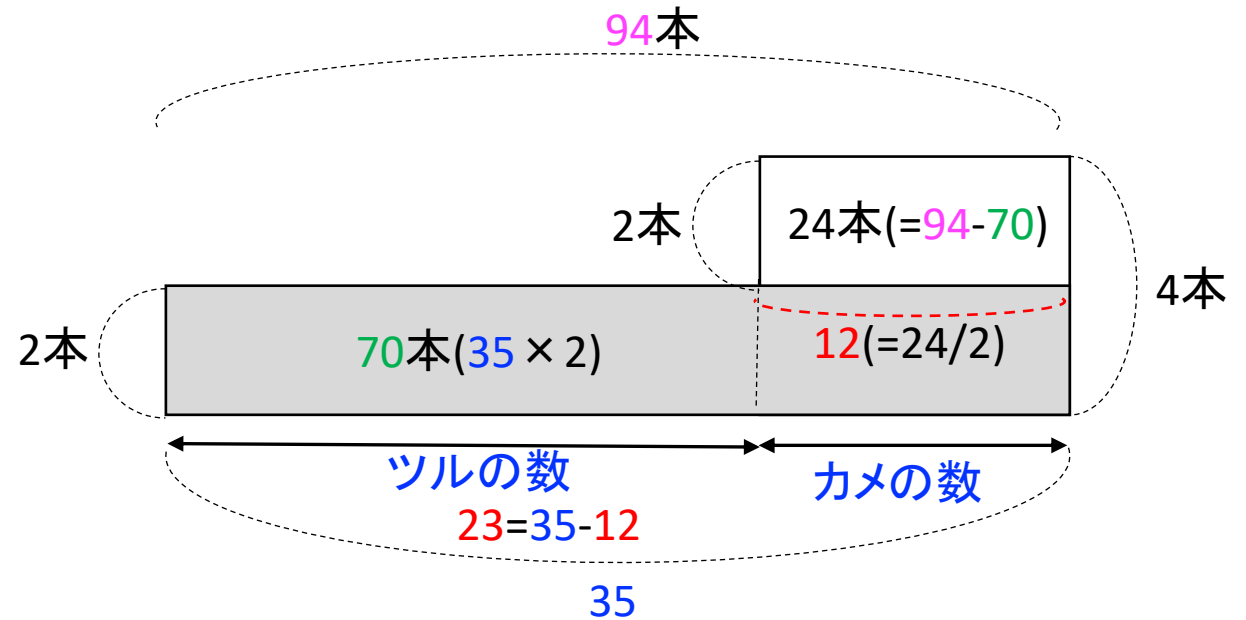 94本
2本
24本(=94-70)
4本
2本
70本(35×2)
12(=24/2)
ツルの数
カメの数
23=35-12
35